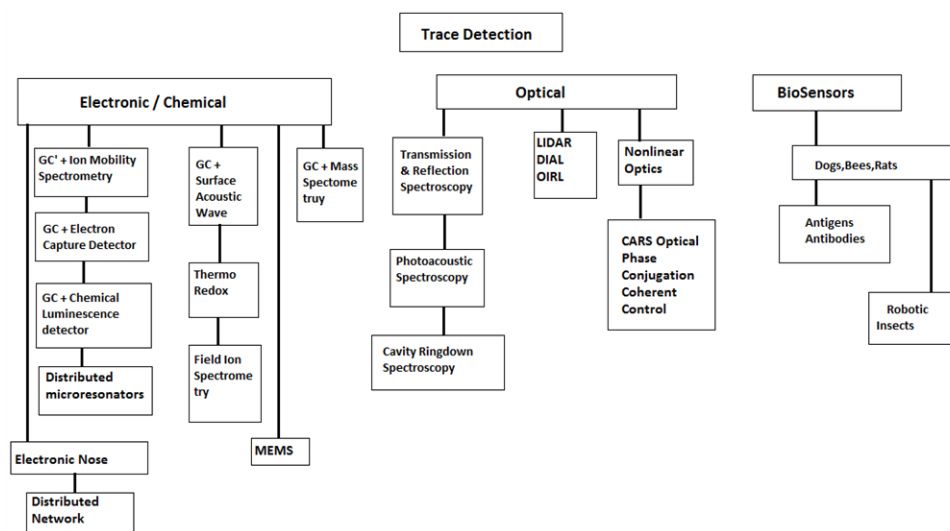 Trace Detection
Electronic / Chemical
GC' + Ion Mobility
Spectrometry
GC + Electron
Capture Detector
GC + Chemical
Luminescence
detector
Distributed
microresonators
Electronic Nose
Distributed
Network
GC +
Surface
Acoustic
Wave
Thermo
Redox
Field Ion
Spectrome
try
MEMS
GC + Mass
Spectome
truy
Optical
Transmission
& Reflection
Spectroscopy
Photoacoustic
Spectroscopy
Cavity Ringdown
Spectroscopy
LIDAR
DIAL
OIRL
Nonlinear
Optics
CARS Optical
Phase
Conjugation
Coherent
Control
BioSensors
Dogs,Bees,Rats
Antigens
Antibodies
Robotic
Insects